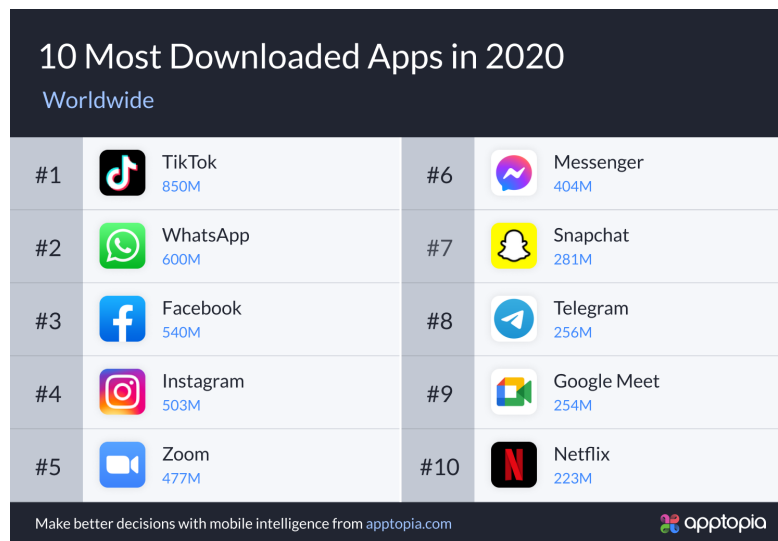 10 Most Downloaded Apps in 2020
Worldwide
#1
TikTok
850M
#2
WhatsApp
600M
#3
Facebook
540M
#4
Instagram
503M
#5
Zoom
477M
#6
Messenger
404M
#7
Snapchat
281M
#8
Telegram
256M
#9
Google Meet
254M
#10
Netflix
223M
Make better decisions with mobile intelligence from apptopia.com
apptopia